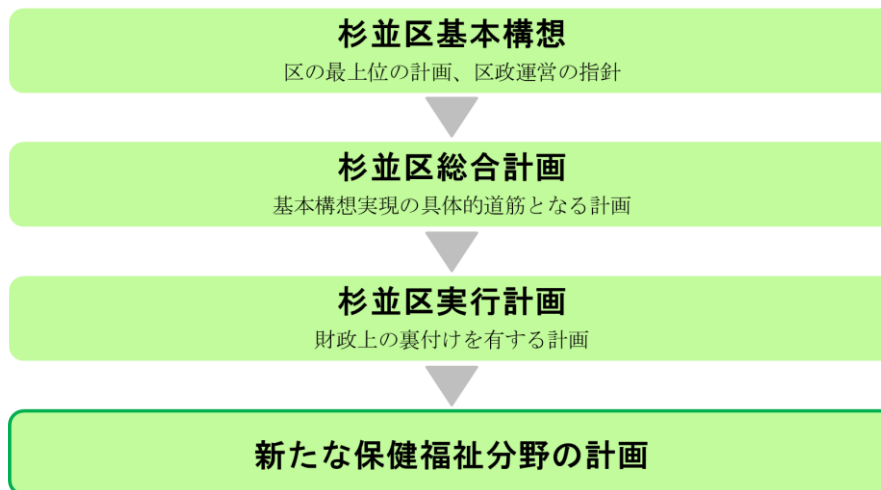 杉並区基本構想
区の最上位の計画、区政運営の指針
杉並区総合計画
基本構想実現の具体的道筋となる計画
杉並区実行計画
財政上の裏付けを有する計画
新たな保健福祉分野の計画